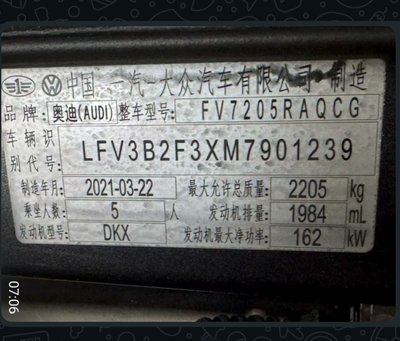 中国 一汽-大众汽车有限公司 制造
品牌: 奥迪(AUDI) 整车型号: FV7205RAQCG
车辆识别代号: LFV3B2F3XM7901239
制造年月 2021-03-22 最大允许总质量 2205 kg
乘坐人数 5 人 发动机排量 1984 mL
发动机型号 DKX 发动机最大净功率 162 kW
07:06